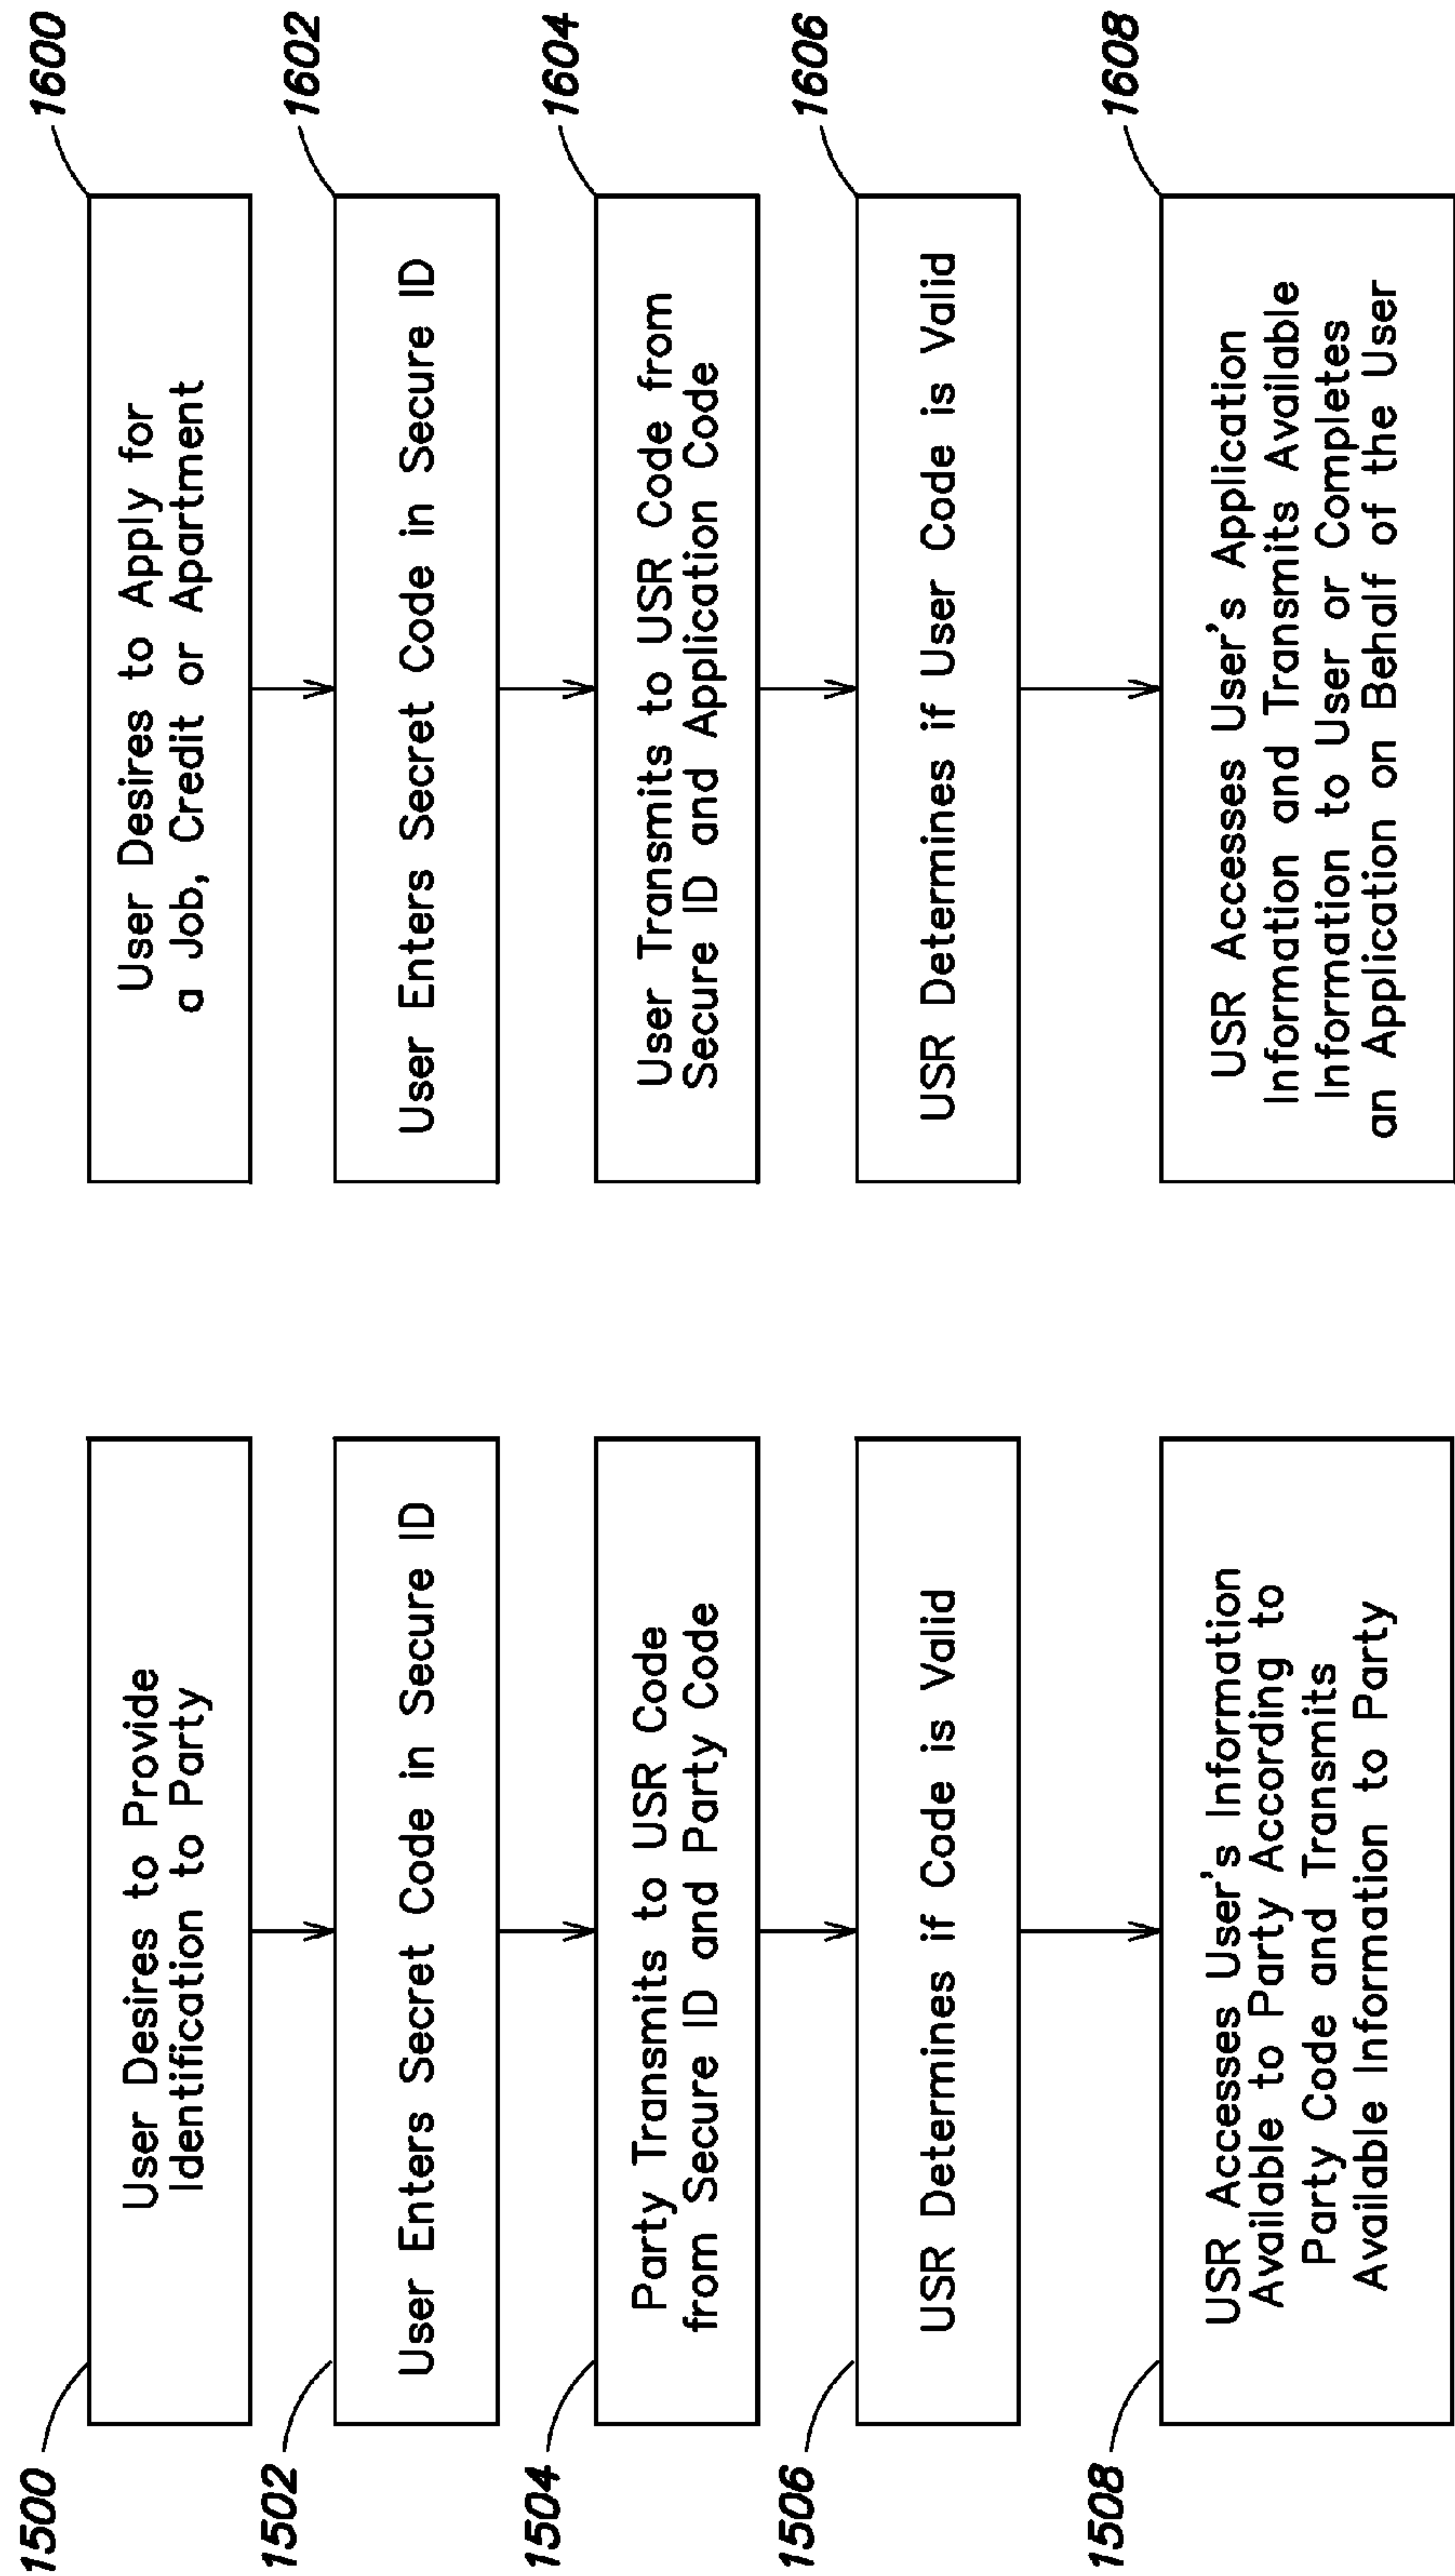 1500
User Desires to Provide
Identification to Party
1502
User Enters Secret Code in Secure ID
1504
Party Transmits to USR Code
from Secure ID and Party Code
1506
USR Determines if Code is Valid
1508
USR Accesses User's Information
Available to Party According to
Party Code and Transmits
Available Information to Party
1600
User Desires to Apply for
a Job, Credit or Apartment
1602
User Enters Secret Code in Secure ID
1604
User Transmits to USR Code from
Secure ID and Application Code
1606
USR Determines if User Code is Valid
1608
USR Accesses User's Application
Information and Transmits Available
Information to User or Completes
an Application on Behalf of the User